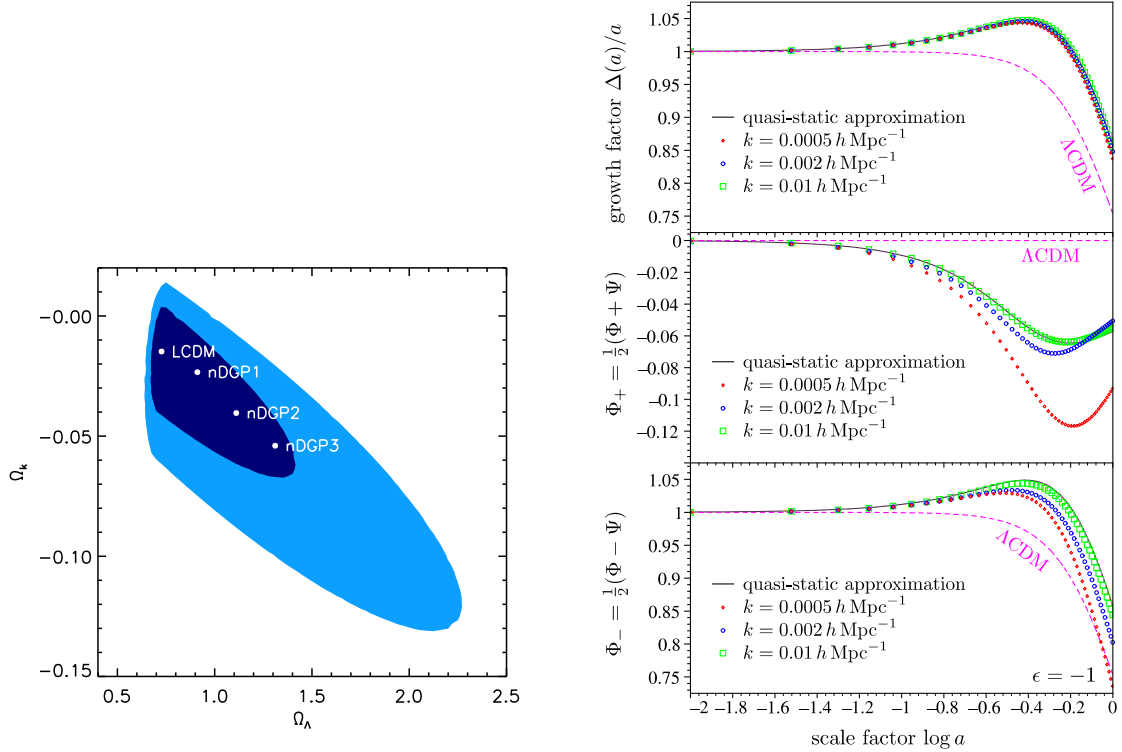 −0.00
−0.05
−0.10
−0.15
Ωk
LCDM
nDGP1
nDGP2
nDGP3
0.5 1.0 1.5 2.0 2.5
ΩΛ
1.05
1
0.95
0.9
0.85
0.8
0.75
growth factor Δ(a)/a
quasi-static approximation
k = 0.0005 h Mpc⁻¹
k = 0.002 h Mpc⁻¹
k = 0.01 h Mpc⁻¹
ΛCDM
0
−0.02
−0.04
−0.06
−0.08
−0.1
−0.12
Φ₊ = ½(Φ + Ψ)
ΛCDM
quasi-static approximation
k = 0.0005 h Mpc⁻¹
k = 0.002 h Mpc⁻¹
k = 0.01 h Mpc⁻¹
1.05
1
0.95
0.9
0.85
0.8
0.75
Φ₋ = ½(Φ − Ψ)
ΛCDM
quasi-static approximation
k = 0.0005 h Mpc⁻¹
k = 0.002 h Mpc⁻¹
k = 0.01 h Mpc⁻¹
ϵ = −1
−2 −1.8 −1.6 −1.4 −1.2 −1 −0.8 −0.6 −0.4 −0.2 0
scale factor log a